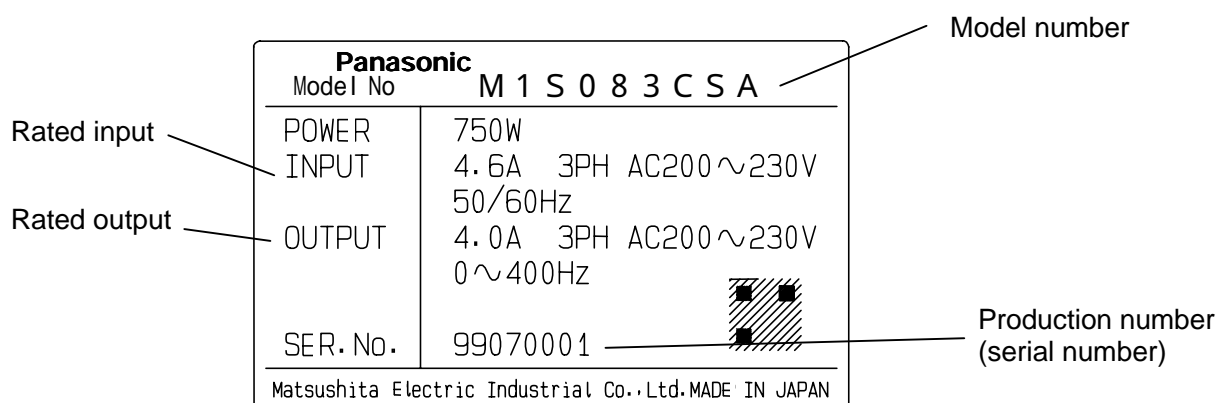 Model number
Panasonic
Model No M1S083CSA
Rated input
POWER 750W
INPUT 4.6A 3PH AC200～230V
50/60Hz
Rated output
OUTPUT 4.0A 3PH AC200～230V
0～400Hz
SER.No. 99070001
Production number
(serial number)
Matsushita Electric Industrial Co.,Ltd.MADE IN JAPAN